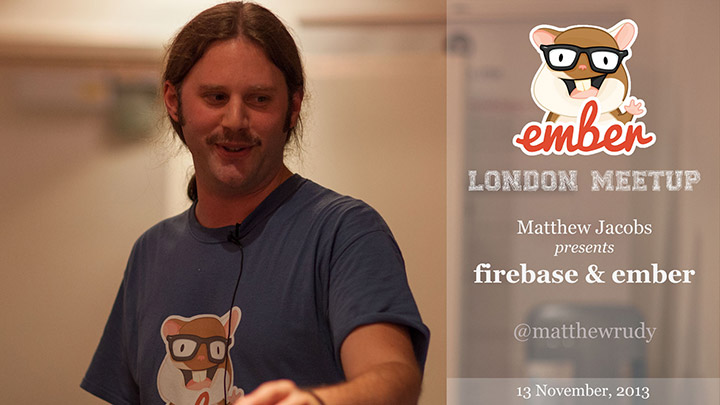 ember
LONDON MEETUP
Matthew Jacobs
presents
firebase & ember
@matthewrudy
13 November, 2013